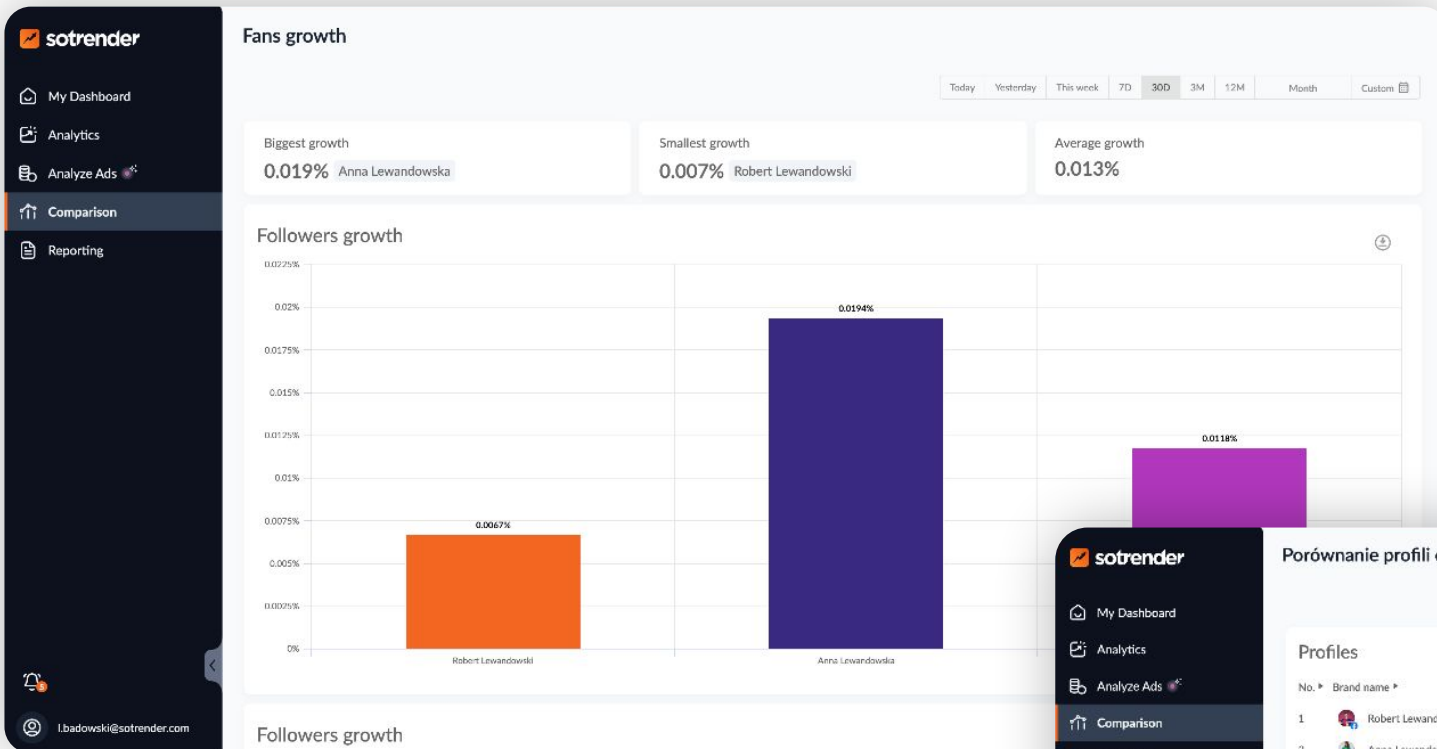 sotrender
My Dashboard
Analytics
Analyze Ads
Comparison
Reporting
5
l.badowski@sotrender.com
Fans growth
Today Yesterday This week 7D 30D 3M 12M Month Custom
Biggest growth
0.019% Anna Lewandowska
Smallest growth
0.007% Robert Lewandowski
Average growth
0.013%
Followers growth
0.0225%
0.02%
0.0175%
0.015%
0.0125%
0.01%
0.0075%
0.005%
0.0025%
0%
0.0067%
0.0194%
0.0118%
Robert Lewandowski
Anna Lewandowska
Followers growth
sotrender
My Dashboard
Analytics
Analyze Ads
Comparison
Porównanie profili
Profiles
No. Brand name
1 Robert Lewand